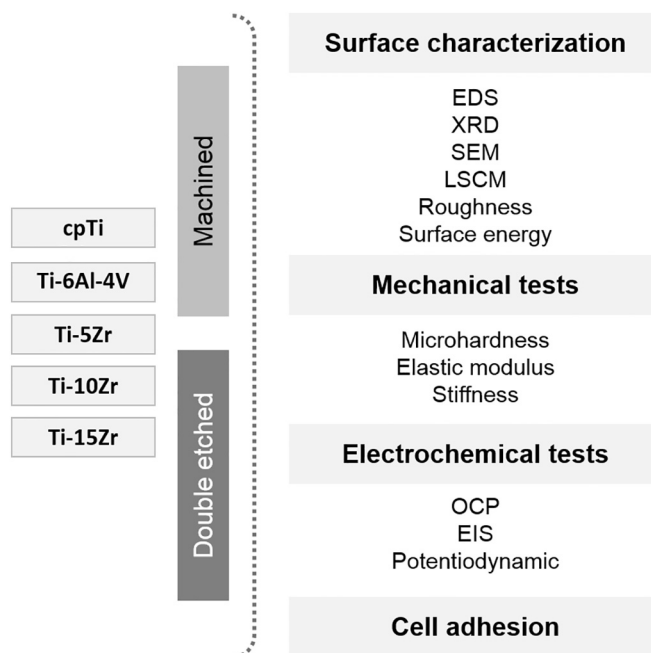 cpTi
Ti-6Al-4V
Ti-5Zr
Ti-10Zr
Ti-15Zr
Machined
Double etched
Surface characterization
EDS
XRD
SEM
LSCM
Roughness
Surface energy
Mechanical tests
Microhardness
Elastic modulus
Stiffness
Electrochemical tests
OCP
EIS
Potentiodynamic
Cell adhesion